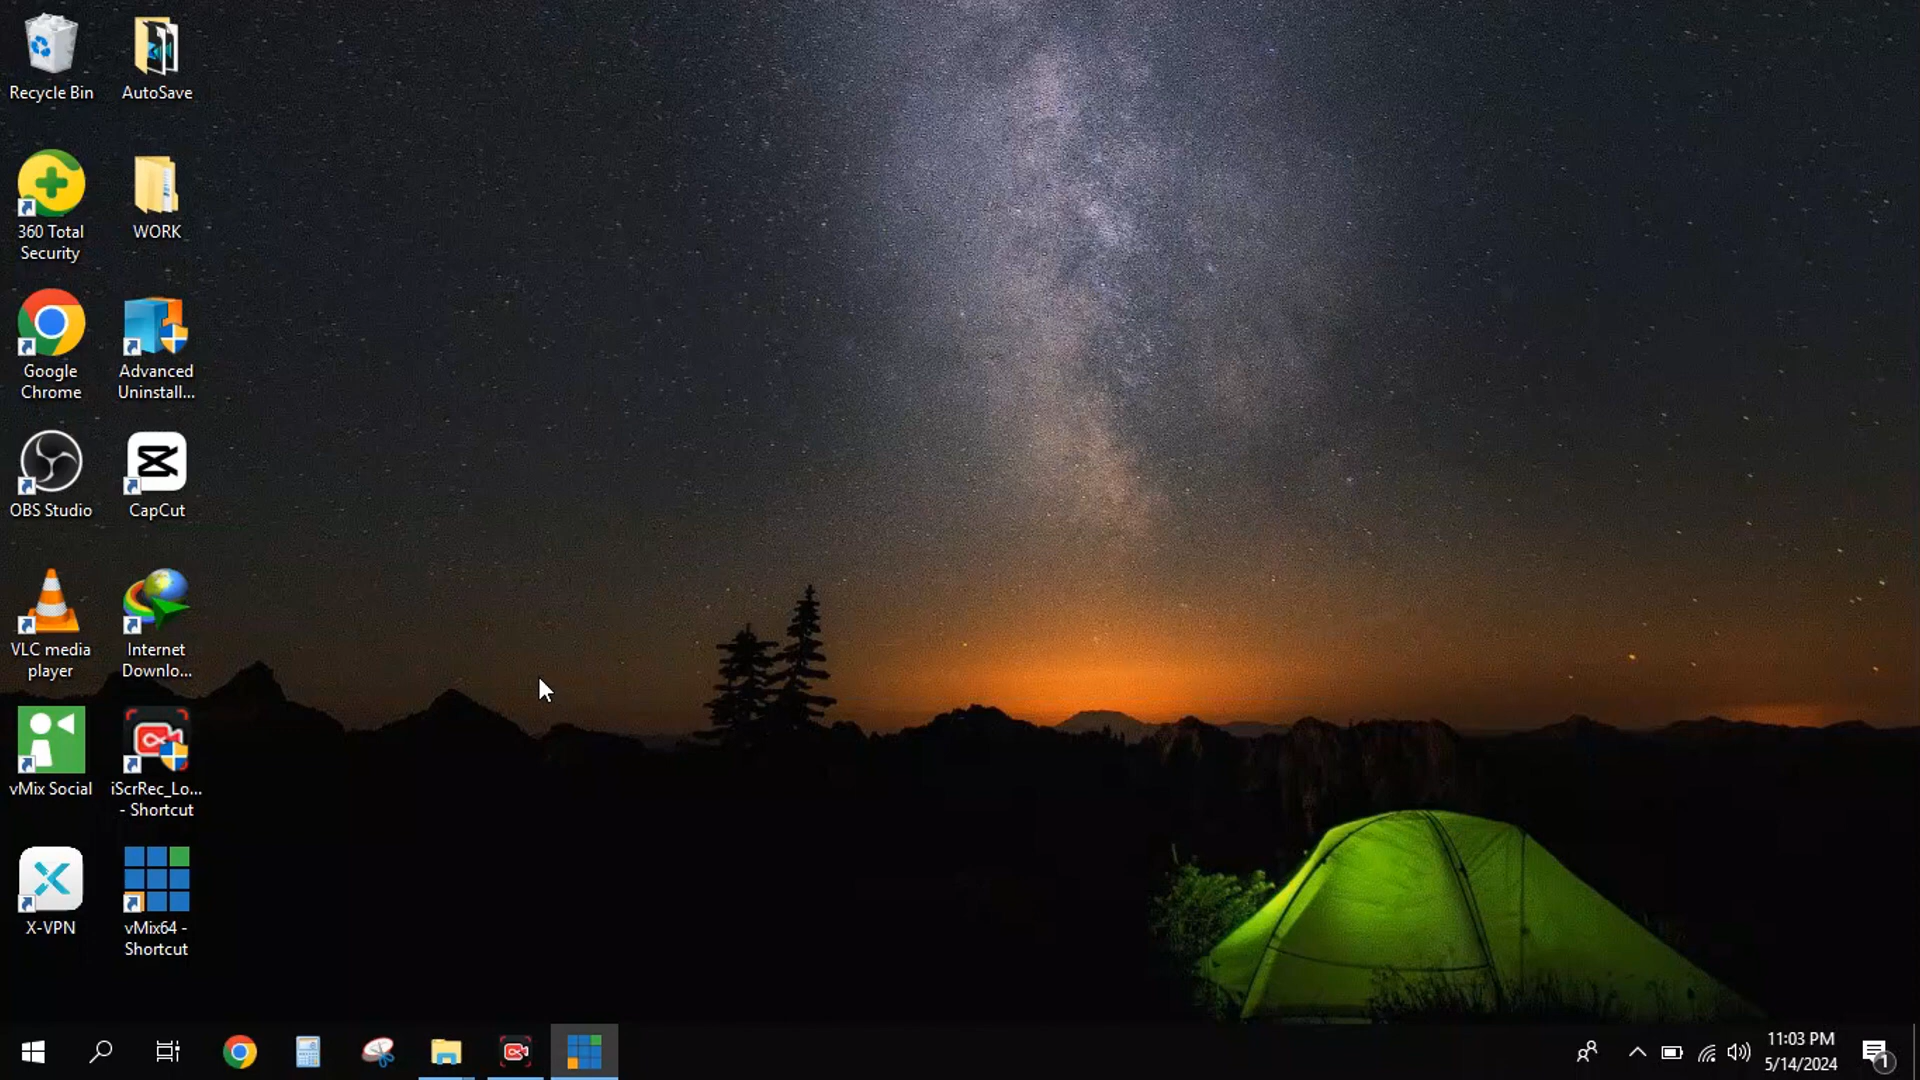 Recycle Bin
AutoSave
360 Total
Security
WORK
Google
Chrome
Advanced
Uninstall...
OBS Studio
CapCut
VLC media
player
Internet
Downlo...
vMix Social
iScrRec_Lo...
- Shortcut
X-VPN
vMix64 -
Shortcut
11:03 PM
5/14/2024
1